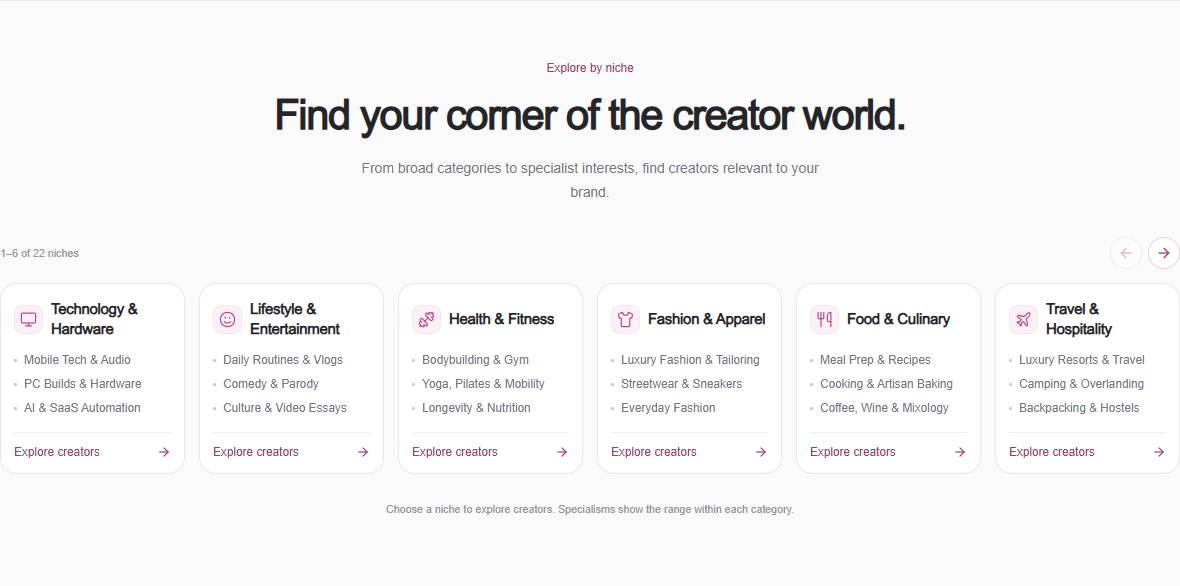 Explore by niche
Find your corner of the creator world.
From broad categories to specialist interests, find creators relevant to your
brand.
1–6 of 22 niches
Technology &
Hardware
Mobile Tech & Audio
PC Builds & Hardware
AI & SaaS Automation
Explore creators
Lifestyle &
Entertainment
Daily Routines & Vlogs
Comedy & Parody
Culture & Video Essays
Explore creators
Health & Fitness
Bodybuilding & Gym
Yoga, Pilates & Mobility
Longevity & Nutrition
Explore creators
Fashion & Apparel
Luxury Fashion & Tailoring
Streetwear & Sneakers
Everyday Fashion
Explore creators
Food & Culinary
Meal Prep & Recipes
Cooking & Artisan Baking
Coffee, Wine & Mixology
Explore creators
Travel &
Hospitality
Luxury Resorts & Travel
Camping & Overlanding
Backpacking & Hostels
Explore creators
Choose a niche to explore creators. Specialisms show the range within each category.